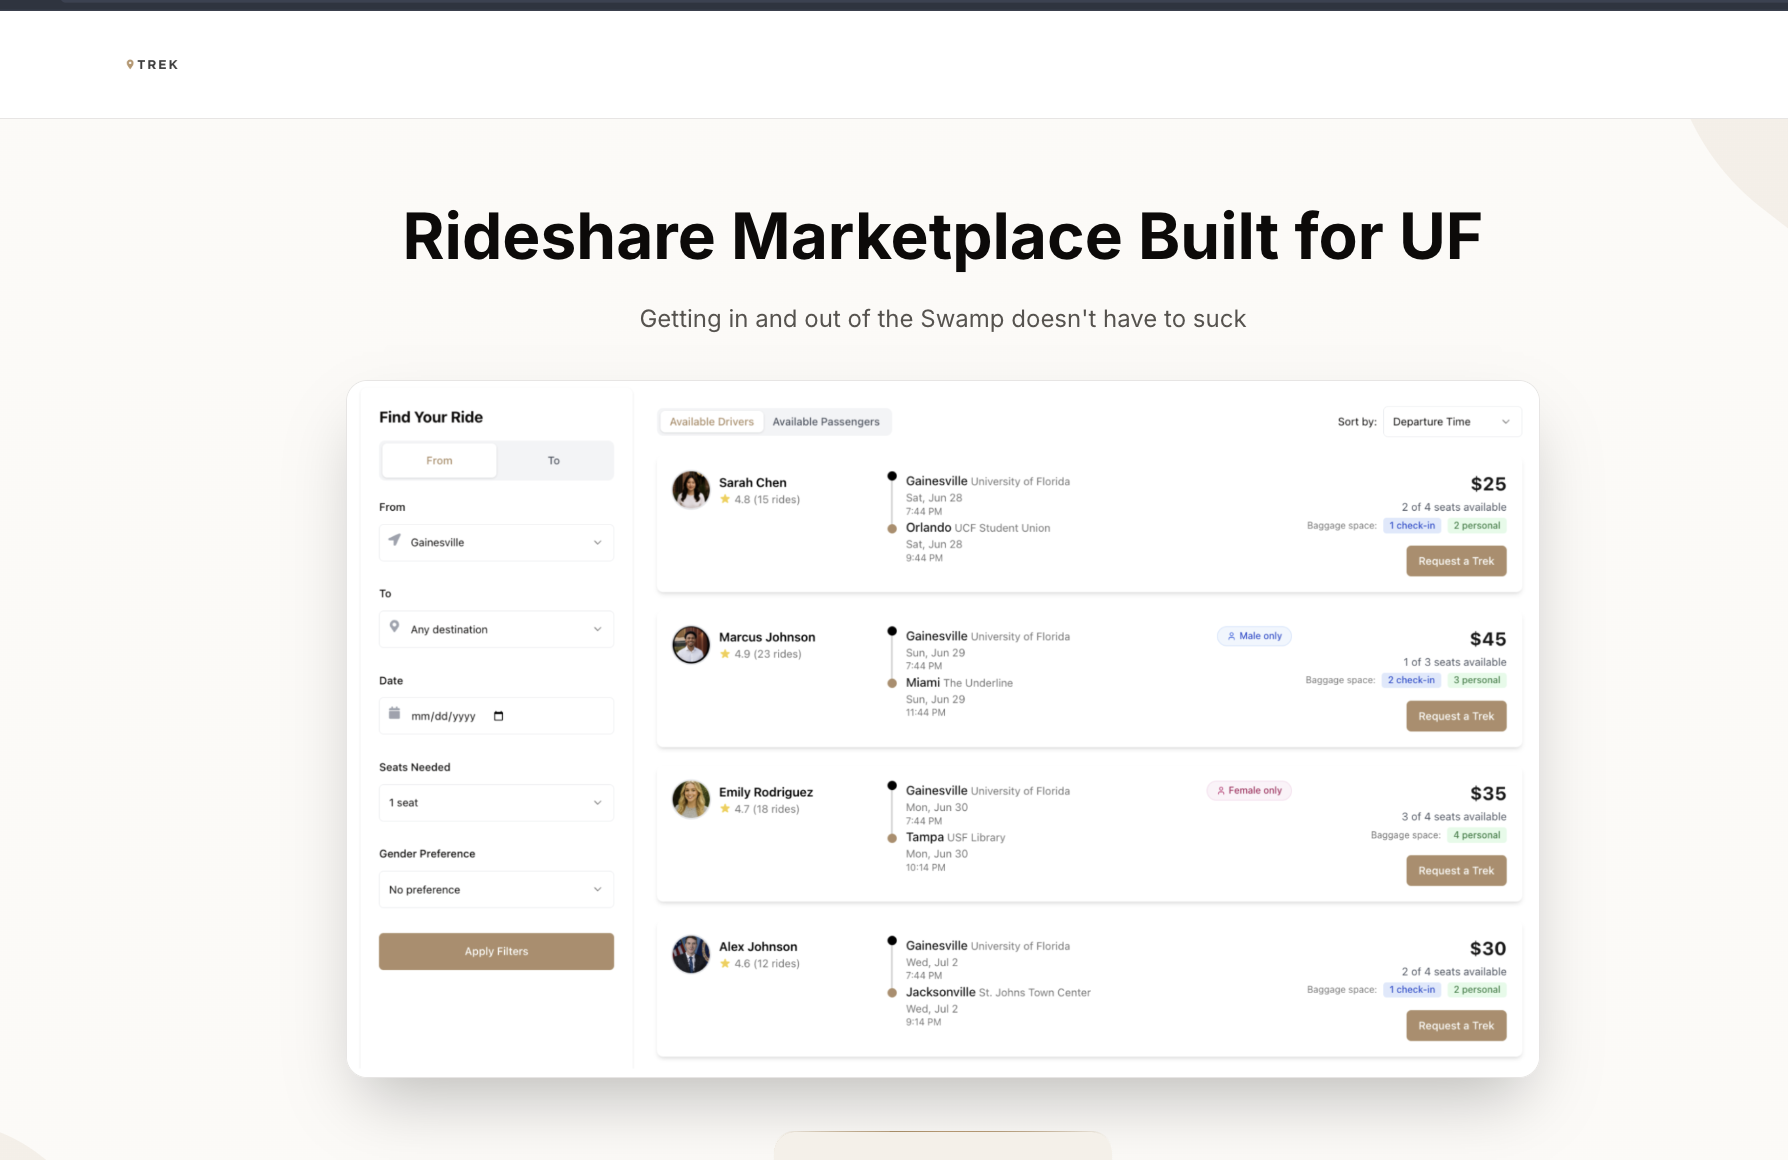 TREK
Rideshare Marketplace Built for UF
Getting in and out of the Swamp doesn't have to suck
Find Your Ride
From To
From
Gainesville
To
Any destination
Date
mm/dd/yyyy
Seats Needed
1 seat
Gender Preference
No preference
Apply Filters
Available Drivers Available Passengers
Sort by: Departure Time
Sarah Chen
4.8 (15 rides)
Gainesville University of Florida
Sat, Jun 28
7:44 PM
Orlando UCF Student Union
Sat, Jun 28
9:44 PM
$25
2 of 4 seats available
Baggage space: 1 check-in 2 personal
Request a Trek
Marcus Johnson
4.9 (23 rides)
Gainesville University of Florida
Sun, Jun 29
7:44 PM
Miami The Underline
Sun, Jun 29
11:44 PM
Male only
$45
1 of 3 seats available
Baggage space: 2 check-in 3 personal
Request a Trek
Emily Rodriguez
4.7 (18 rides)
Gainesville University of Florida
Mon, Jun 30
7:44 PM
Tampa USF Library
Mon, Jun 30
10:14 PM
Female only
$35
3 of 4 seats available
Baggage space: 4 personal
Request a Trek
Alex Johnson
4.6 (12 rides)
Gainesville University of Florida
Wed, Jul 2
7:44 PM
Jacksonville St. Johns Town Center
Wed, Jul 2
9:14 PM
$30
2 of 4 seats available
Baggage space: 1 check-in 2 personal
Request a Trek